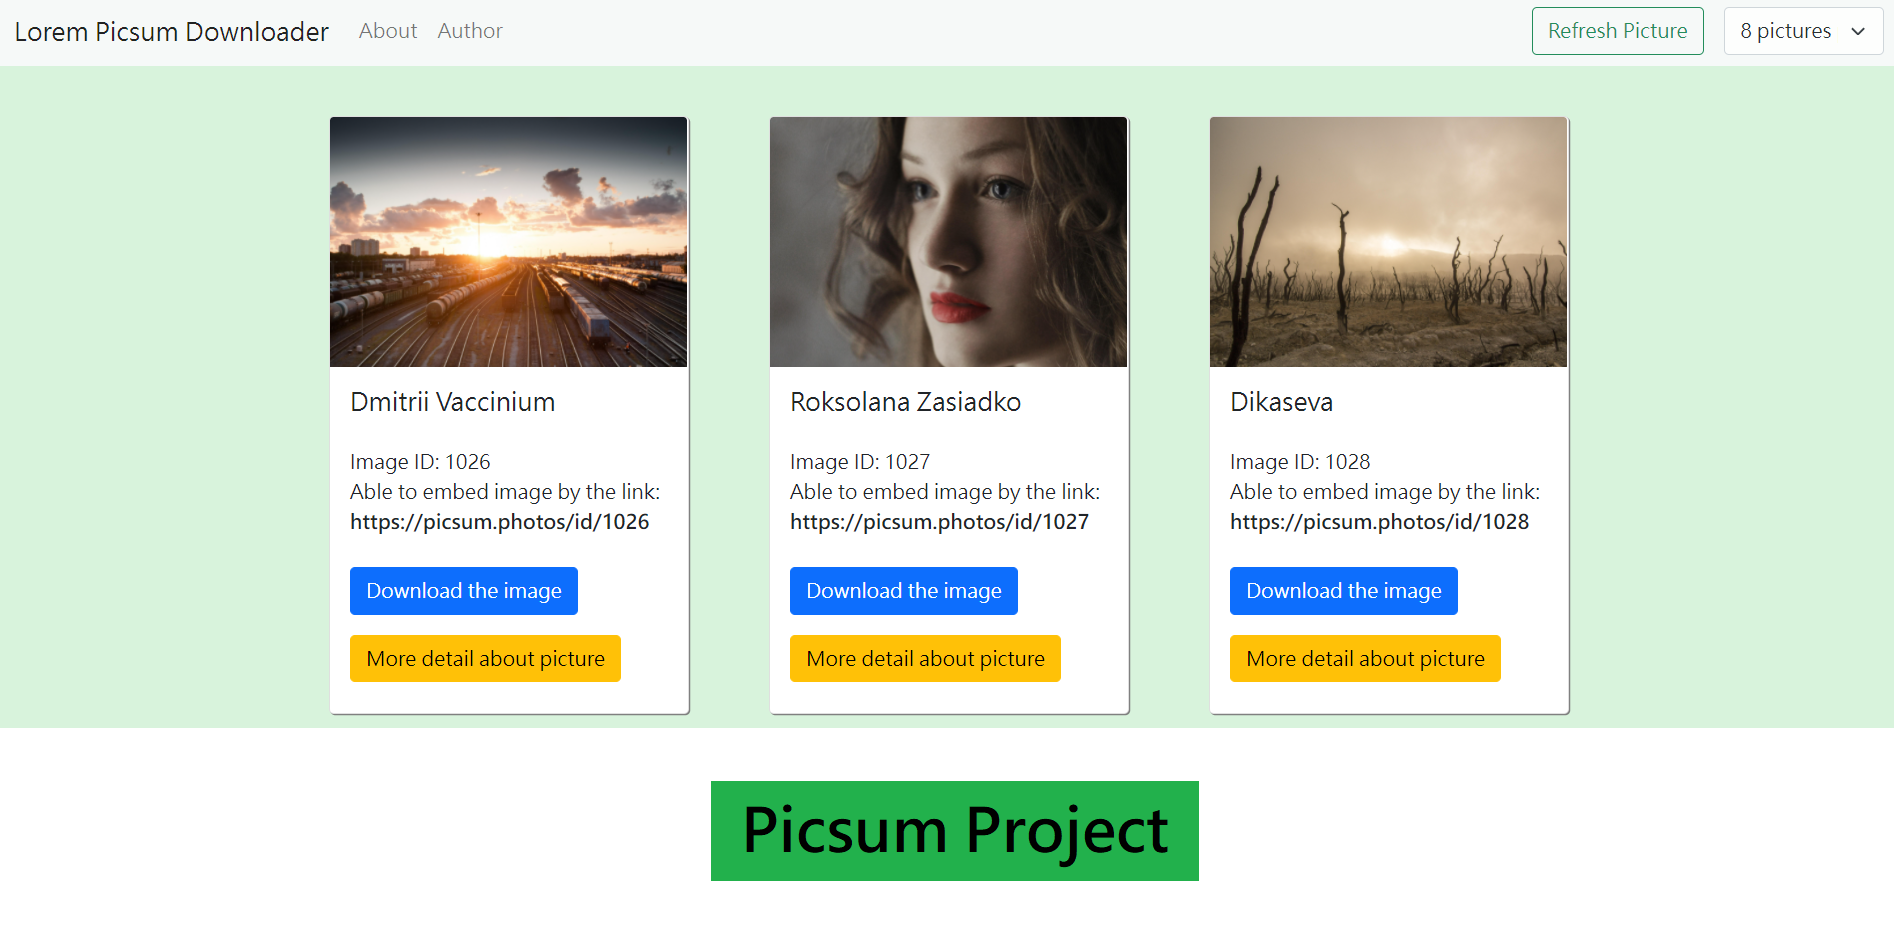 Lorem Picsum Downloader About Author Refresh Picture 8 pictures
Dmitrii Vaccinium
Image ID: 1026
Able to embed image by the link:
https://picsum.photos/id/1026
Download the image
More detail about picture
Roksolana Zasiadko
Image ID: 1027
Able to embed image by the link:
https://picsum.photos/id/1027
Download the image
More detail about picture
Dikaseva
Image ID: 1028
Able to embed image by the link:
https://picsum.photos/id/1028
Download the image
More detail about picture
Picsum Project